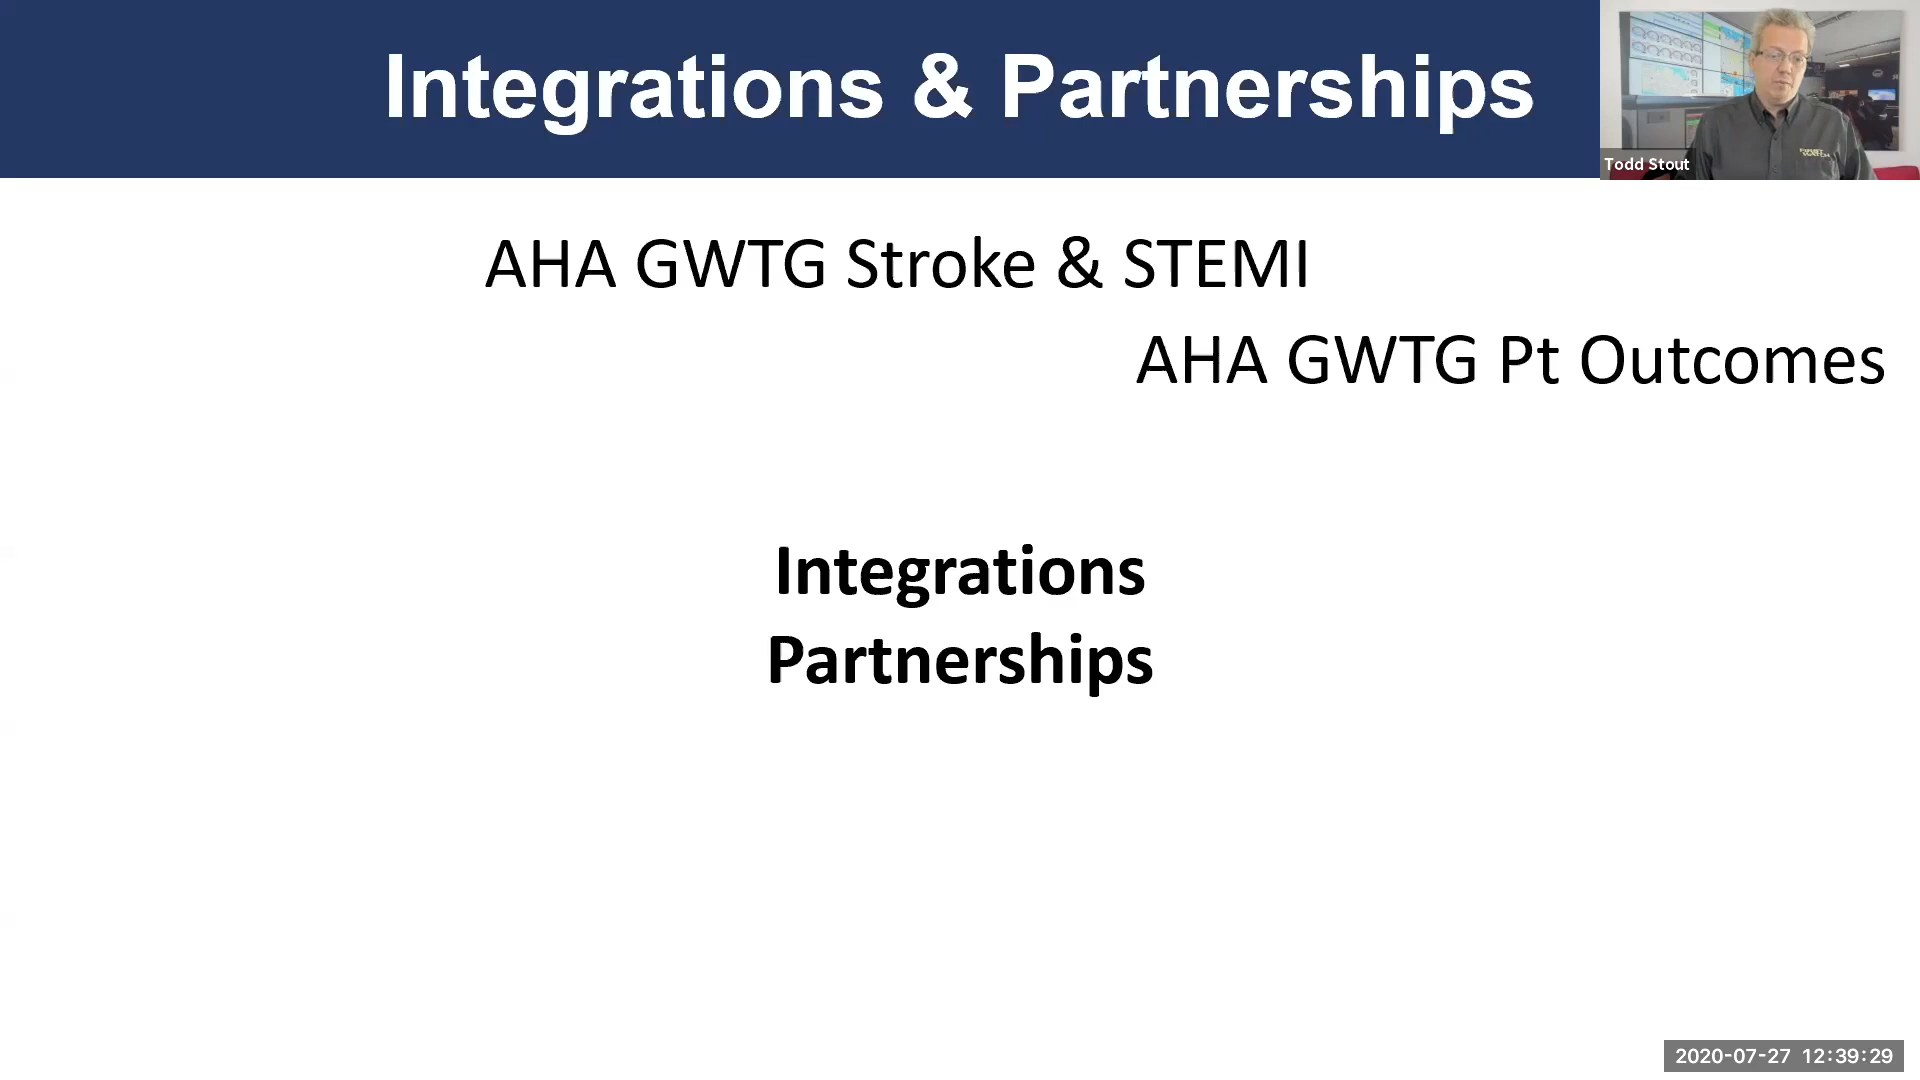 Integrations & Partnerships
Todd Stout
AHA GWTG Stroke & STEMI
AHA GWTG Pt Outcomes
Integrations
Partnerships
2020-07-27 12:39:29